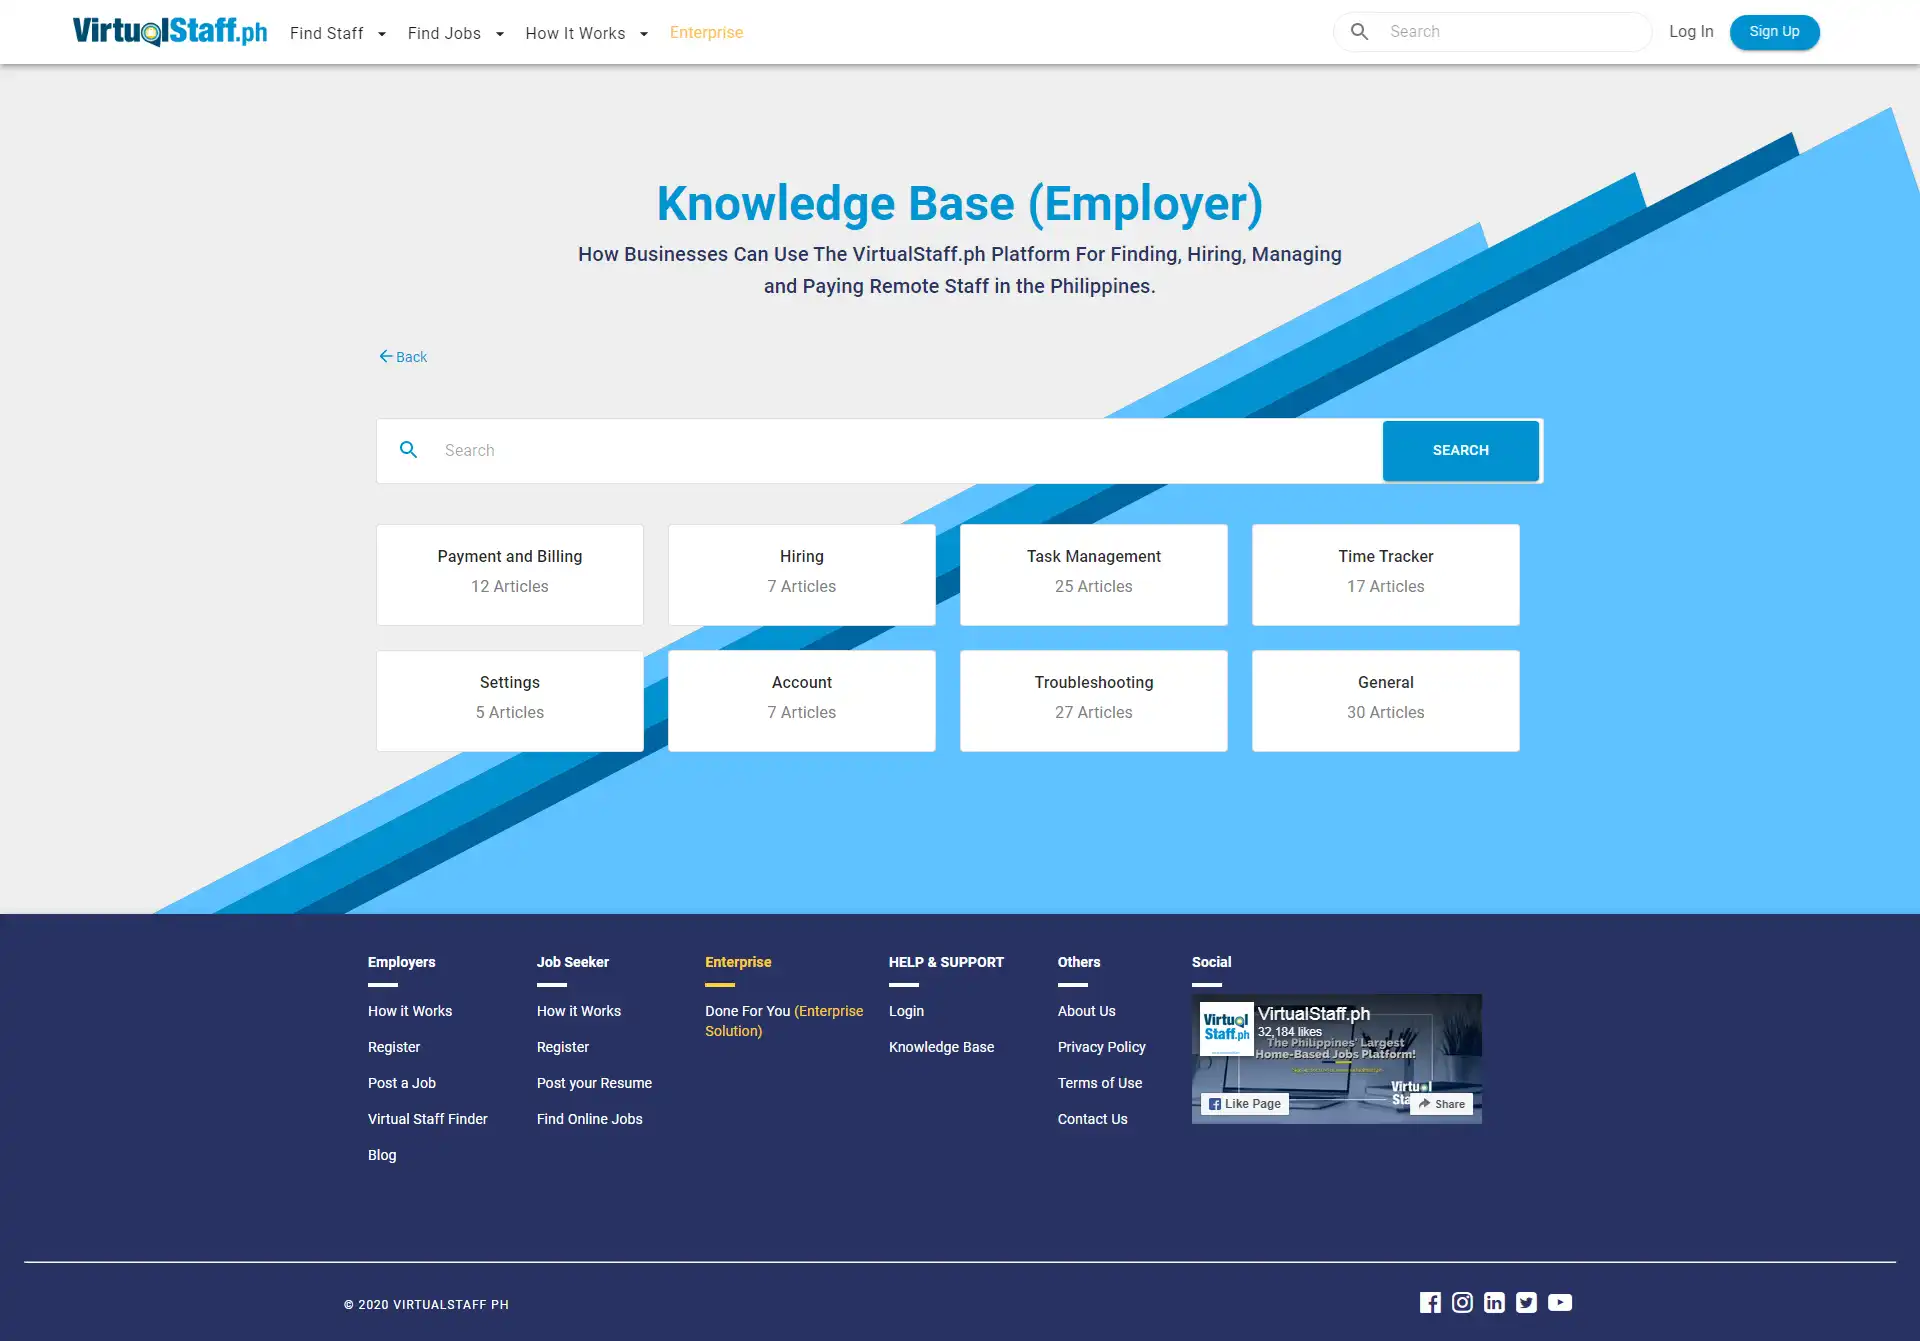 VirtualStaff.ph
Find Staff
Find Jobs
How It Works
Enterprise
Search
Log In
Sign Up
Knowledge Base (Employer)
How Businesses Can Use The VirtualStaff.ph Platform For Finding, Hiring, Managing
and Paying Remote Staff in the Philippines.
Back
Search
SEARCH
Payment and Billing
12 Articles
Hiring
7 Articles
Task Management
25 Articles
Time Tracker
17 Articles
Settings
5 Articles
Account
7 Articles
Troubleshooting
27 Articles
General
30 Articles
Employers
How it Works
Register
Post a Job
Virtual Staff Finder
Blog
Job Seeker
How it Works
Register
Post your Resume
Find Online Jobs
Enterprise
Done For You (Enterprise
Solution)
HELP & SUPPORT
Login
Knowledge Base
Others
About Us
Privacy Policy
Terms of Use
Contact Us
Social
Virtual
Staff.ph
VirtualStaff.ph
32,184 likes
The Philippines' Largest
Home-Based Jobs Platform!
Virtual
Like Page
Share
© 2020 VIRTUALSTAFF PH